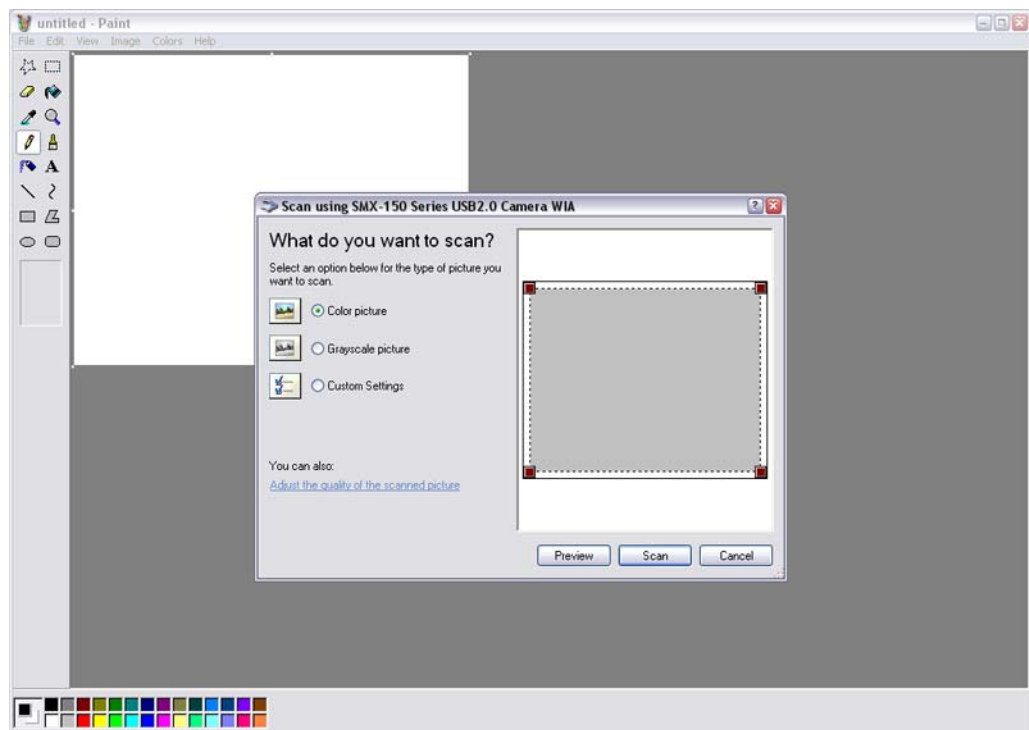 untitled - Paint
File Edit View Image Colors Help
A
Scan using SMX-150 Series USB2.0 Camera WIA
What do you want to scan?
Select an option below for the type of picture you
want to scan.
Color picture
Grayscale picture
Custom Settings
You can also:
Adjust the quality of the scanned picture
Preview Scan Cancel